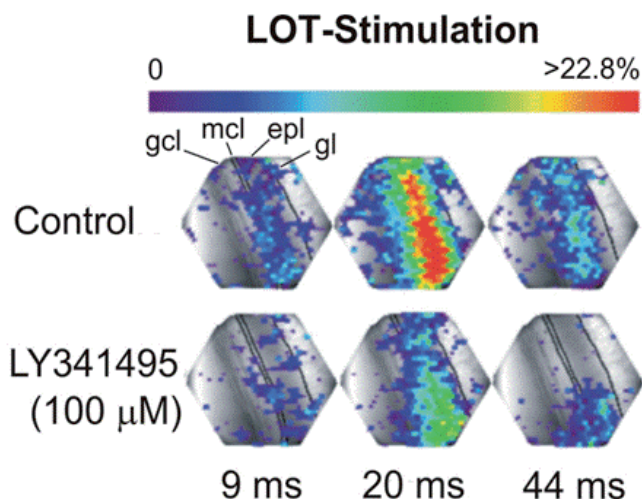 LOT-Stimulation
0 >22.8%
gcl mcl epl gl
Control
LY341495
(100 μM)
9 ms 20 ms 44 ms